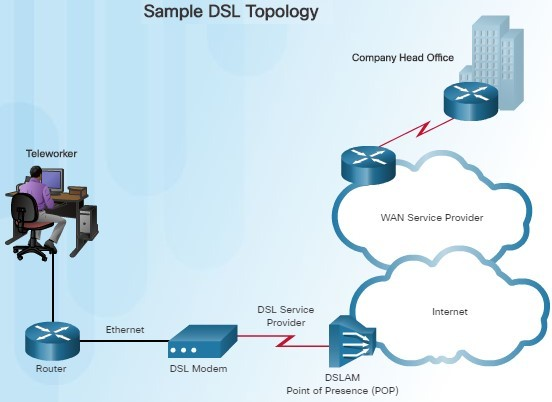 Sample DSL Topology
Company Head Office
Teleworker
WAN Service Provider
Internet
DSL Service
Provider
Ethernet
Router
DSL Modem
DSLAM
Point of Presence (POP)